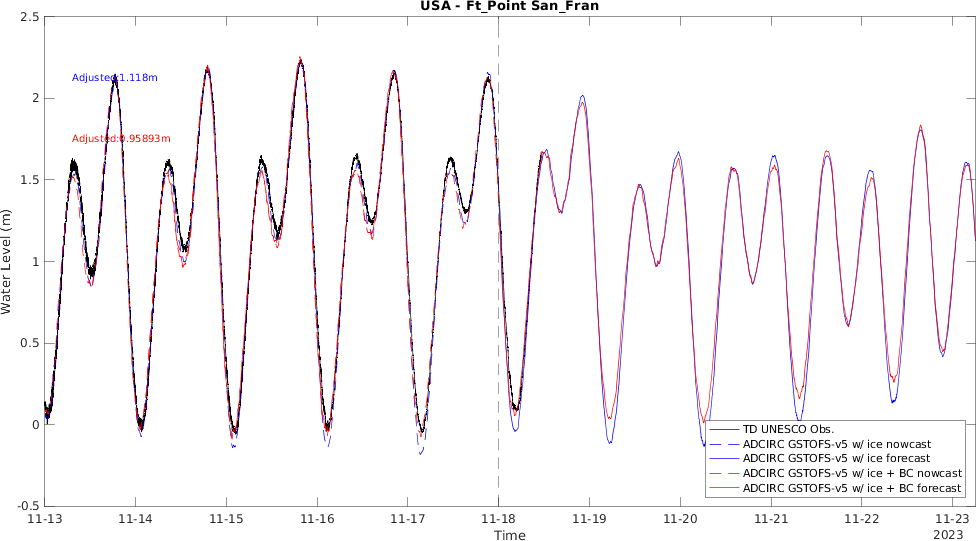 USA - Ft_Point San_Fran
2.5
2
1.5
1
0.5
0
-0.5
Water Level (m)
Adjusted:1.118m
Adjusted:0.95893m
TD UNESCO Obs.
ADCIRC GSTOFS-v5 w/ ice nowcast
ADCIRC GSTOFS-v5 w/ ice forecast
ADCIRC GSTOFS-v5 w/ ice + BC nowcast
ADCIRC GSTOFS-v5 w/ ice + BC forecast
11-13 11-14 11-15 11-16 11-17 11-18 11-19 11-20 11-21 11-22 11-23
Time
2023